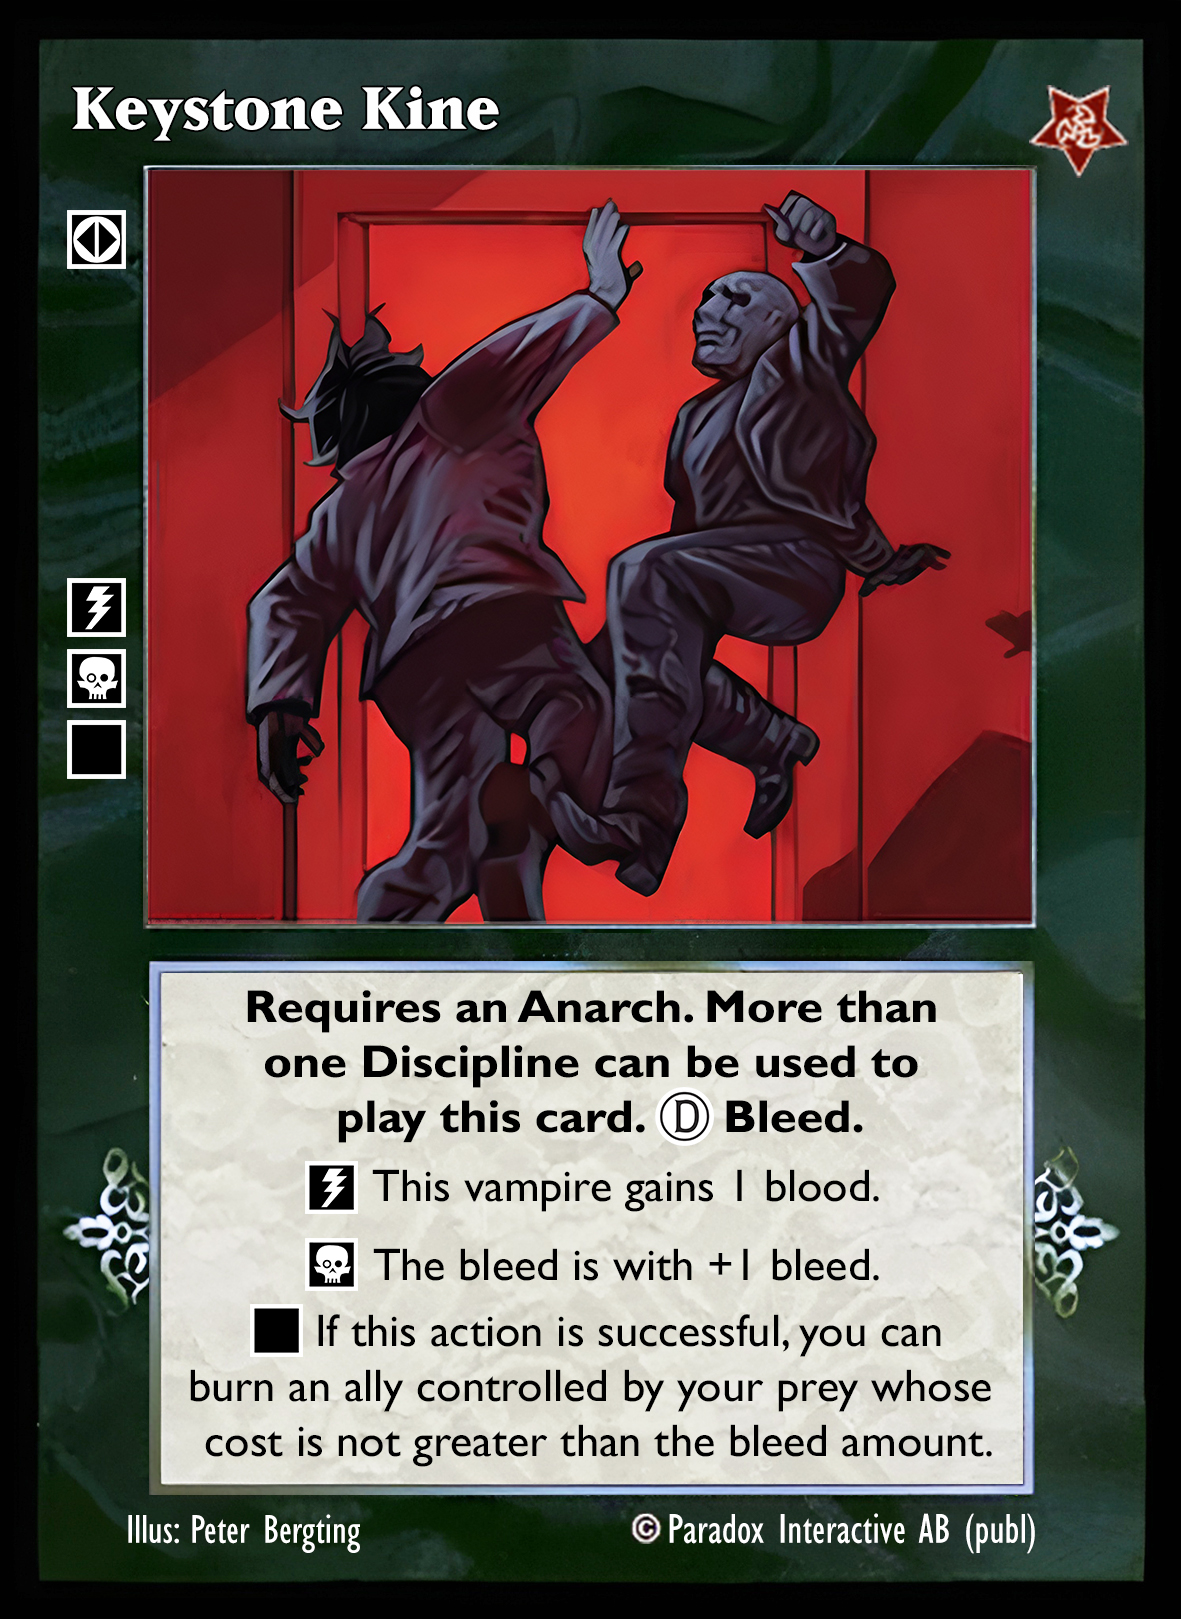 Keystone Kine
Requires an Anarch. More than
one Discipline can be used to
play this card. D Bleed.
This vampire gains 1 blood.
The bleed is with +1 bleed.
If this action is successful, you can
burn an ally controlled by your prey whose
cost is not greater than the bleed amount.
Illus: Peter Bergting
© Paradox Interactive AB (publ)